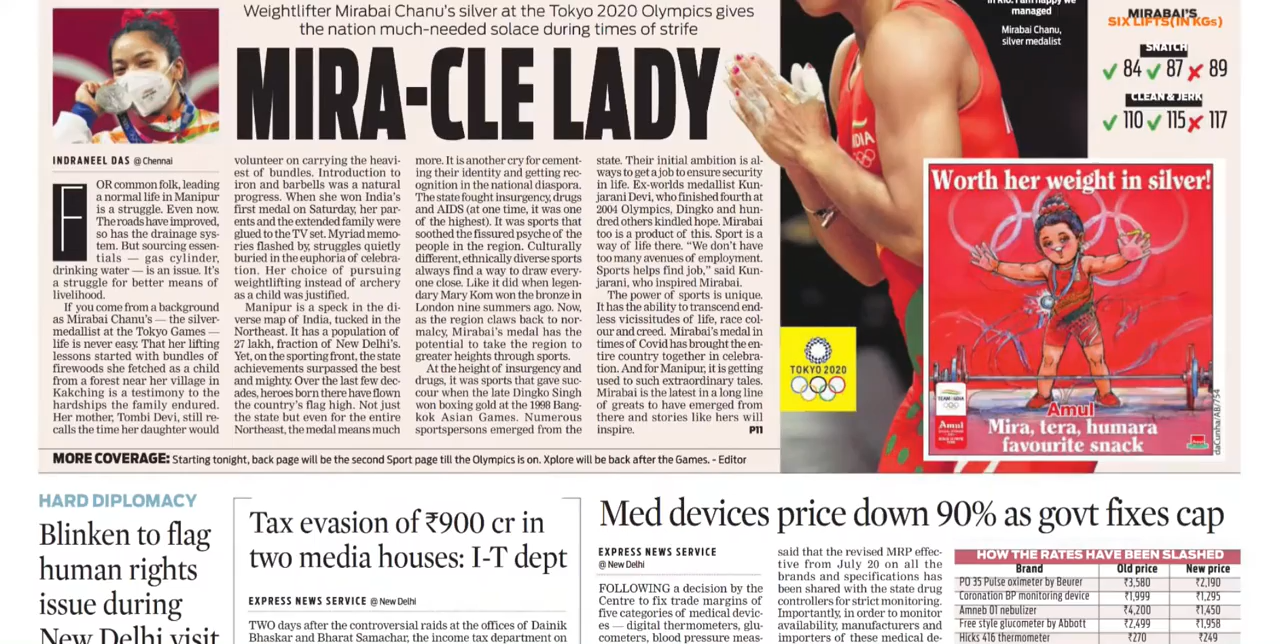 Weightlifter Mirabai Chanu's silver at the Tokyo 2020 Olympics gives
the nation much-needed solace during times of strife
MIRA-CLE LADY
INDRANEEL DAS @ Chennai
FOR common folk, leading
a normal life in Manipur
is a struggle. Even now.
The roads have improved,
so has the drainage sys-
tem. But sourcing essen-
tials — gas cylinder,
drinking water — is an issue. It's
a struggle for better means of
livelihood.
If you come from a background
as Mirabai Chanu's — the silver-
medallist at the Tokyo Games —
life is never easy. That her lifting
lessons started with bundles of
firewoods she fetched as a child
from a forest near her village in
Kakching is a testimony to the
hardships the family endured.
Her mother, Tombi Devi, still re-
calls the time her daughter would
volunteer on carrying the heavi-
est of bundles. Introduction to
iron and barbells was a natural
progress. When she won India's
first medal on Saturday, her par-
ents and the extended family were
glued to the TV set. Myriad memo-
ries flashed by, struggles quietly
buried in the euphoria of celebra-
tion. Her choice of pursuing
weightlifting instead of archery
as a child was justified.
Manipur is a speck in the di-
verse map of India, tucked in the
Northeast. It has a population of
27 lakh, fraction of New Delhi's.
Yet, on the sporting front, the state
achievements surpassed the best
and mighty. Over the last few dec-
ades, heroes born there have flown
the country's flag high. Not just
the state but even for the entire
Northeast, the medal means much
more. It is another cry for cement-
ing their identity and getting rec-
ognition in the national diaspora.
The state fought insurgency, drugs
and AIDS (at one time, it was one
of the highest). It was sports that
soothed the fissured psyche of the
people in the region. Culturally
different, ethnically diverse sports
always find a way to draw every-
one close. Like it did when legen-
dary Mary Kom won the bronze in
London nine summers ago. Now,
as the region claws back to nor-
malcy, Mirabai's medal has the
potential to take the region to
greater heights through sports.
At the height of insurgency and
drugs, it was sports that gave suc-
cour when the late Dingko Singh
won boxing gold at the 1998 Bang-
kok Asian Games. Numerous
sportspersons emerged from the
state. Their initial ambition is al-
ways to get a job to ensure security
in life. Ex-worlds medallist Kun-
jarani Devi, who finished fourth at
2004 Olympics, Dingko and hun-
dred others kindled hope. Mirabai
too is a product of this. Sport is a
way of life there. "We don't have
too many avenues of employment.
Sports helps find job," said Kun-
jarani, who inspired Mirabai.
The power of sports is unique.
It has the ability to transcend end-
less vicissitudes of life, race col-
our and creed. Mirabai's medal in
times of Covid has brought the en-
tire country together in celebra-
tion. And for Manipur, it is getting
used to such extraordinary tales.
Mirabai is the latest in a long line
of greats to have emerged from
there and stories like hers will
inspire. P11
managed
Mirabai Chanu,
silver medalist
INDIA
TOKYO 2020
MIRABAI'S
SIX LIFTS(IN KGs)
SNATCH
✓ 84 ✓ 87 ✗ 89
CLEAN & JERK
✓ 110 ✓ 115 ✗ 117
Worth her weight in silver!
TEAM INDIA
Amul
Amul
Mira, tera, humara
favourite snack
daCunha/AB/754
MORE COVERAGE: Starting tonight, back page will be the second Sport page till the Olympics is on. Xplore will be back after the Games. - Editor
HARD DIPLOMACY
Blinken to flag
human rights
issue during
New Delhi visit
Tax evasion of ₹900 cr in
two media houses: I-T dept
EXPRESS NEWS SERVICE @ New Delhi
TWO days after the controversial raids at the offices of Dainik
Bhaskar and Bharat Samachar, the income tax department on
Med devices price down 90% as govt fixes cap
EXPRESS NEWS SERVICE
@ New Delhi
FOLLOWING a decision by the
Centre to fix trade margins of
five categories of medical devic-
es — digital thermometers, glu-
cometers, blood pressure meas-
said that the revised MRP effec-
tive from July 20 on all the
brands and specifications has
been shared with the state drug
controllers for strict monitoring.
Importantly, in order to monitor
availability, manufacturers and
importers of these medical de-
HOW THE RATES HAVE BEEN SLASHED
Brand Old price New price
PO 35 Pulse oximeter by Beurer ₹3,580 ₹2,190
Coronation BP monitoring device ₹1,999 ₹1,295
Amneb 01 nebulizer ₹4,200 ₹1,450
Free style glucometer by Abbott ₹2,499 ₹1,958
Hicks 416 thermometer ₹270 ₹249